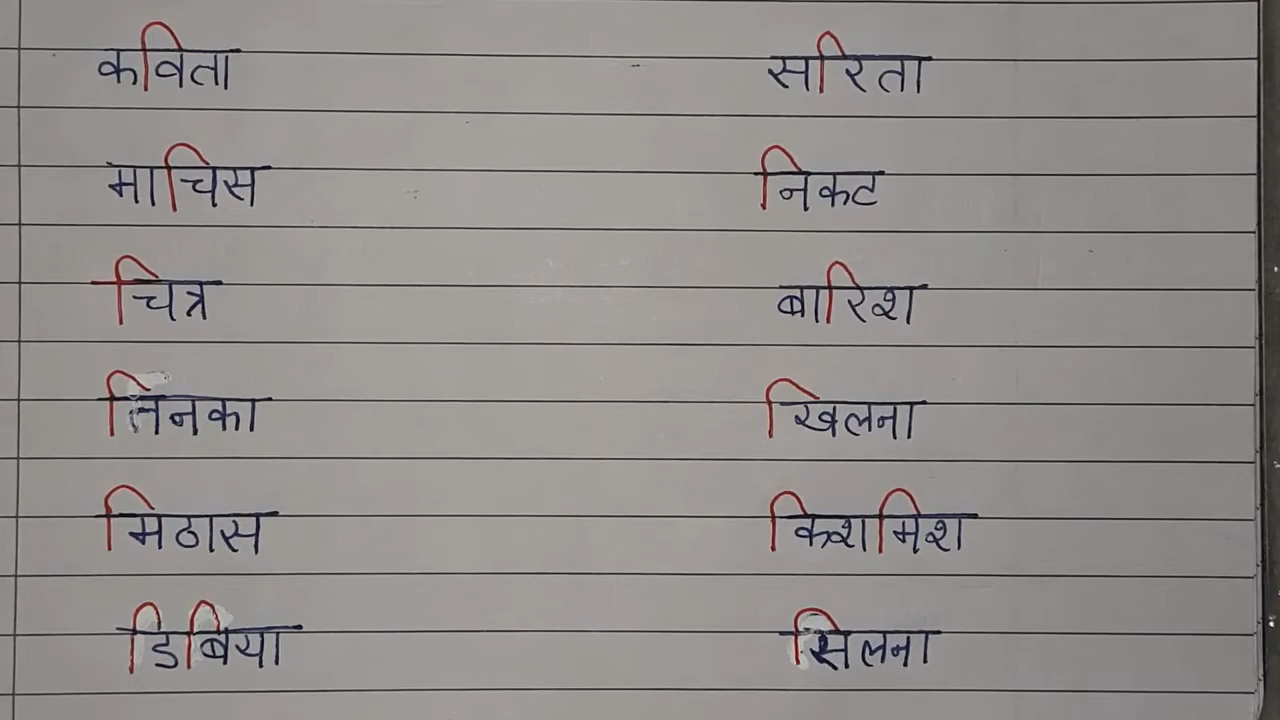 कविता सरिता
माचिस निकट
चित्र बारिश
तिनका खिलना
मिठास किशमिश
डिबिया सिलना